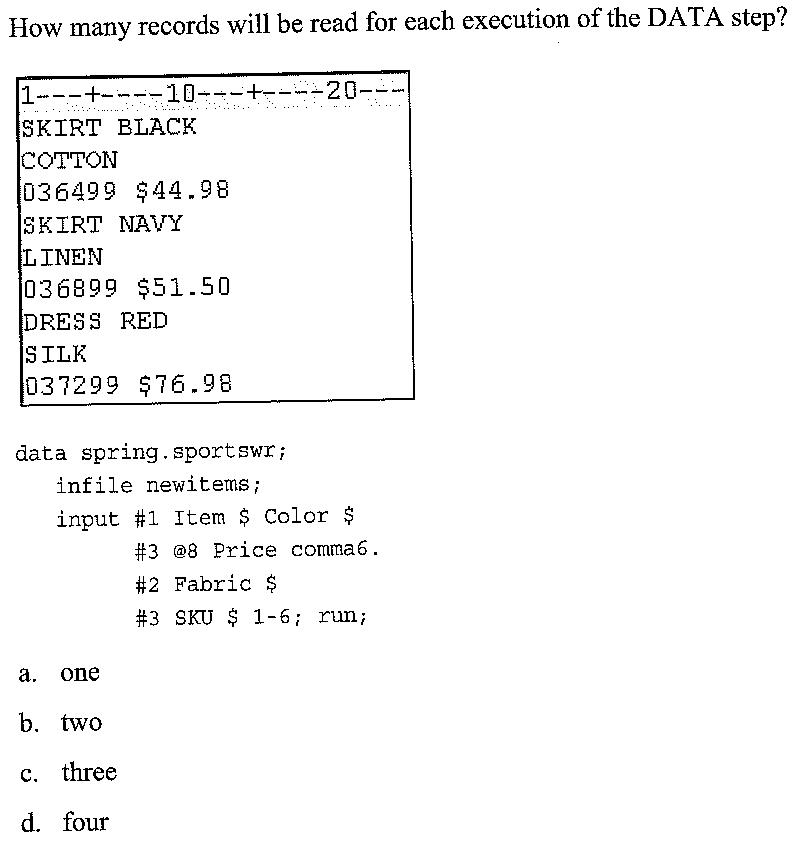 How many records will be read for each execution of the DATA step?
1---+----10---+----20---
SKIRT BLACK
COTTON
036499 $44.98
SKIRT NAVY
LINEN
036899 $51.50
DRESS RED
SILK
037299 $76.98
data spring.sportswr;
infile newitems;
input #1 Item $ Color $
#3 @8 Price comma6.
#2 Fabric $
#3 SKU $ 1-6; run;
a. one
b. two
c. three
d. four